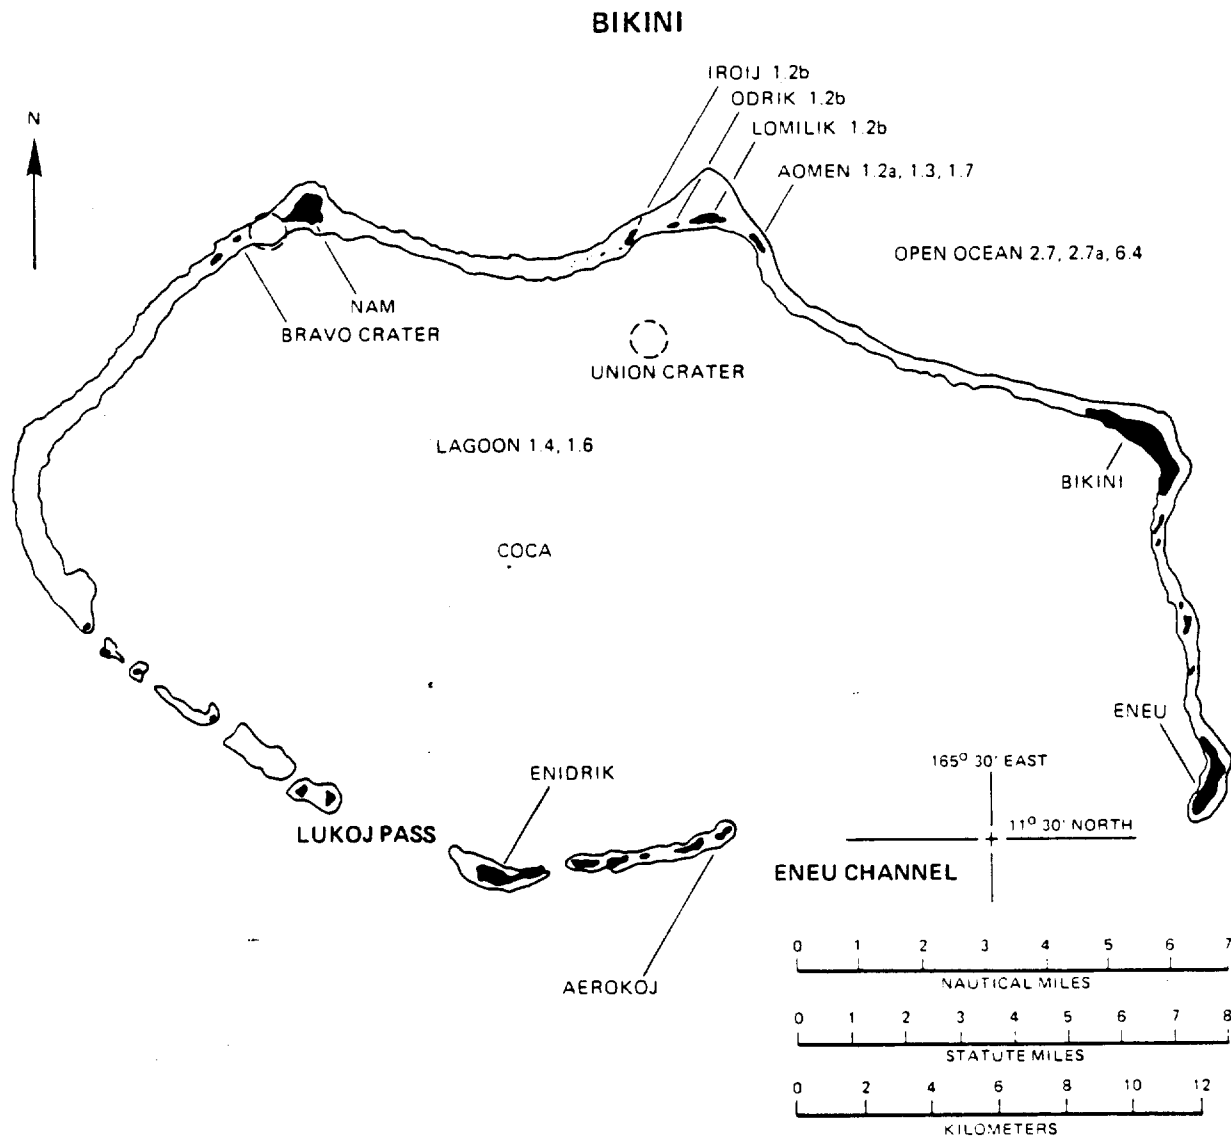 BIKINI
IROIJ 1.2b
ODRIK 1.2b
N
LOMILIK 1.2b
AOMEN 1.2a, 1.3, 1.7
OPEN OCEAN 2.7, 2.7a, 6.4
NAM
BRAVO CRATER
UNION CRATER
LAGOON 1.4, 1.6
BIKINI
COCA
ENEU
165° 30' EAST
ENIDRIK
11° 30' NORTH
LUKOJ PASS
ENEU CHANNEL
AEROKOJ
0 1 2 3 4 5 6 7
NAUTICAL MILES
0 1 2 3 4 5 6 7 8
STATUTE MILES
0 2 4 6 8 10 12
KILOMETERS